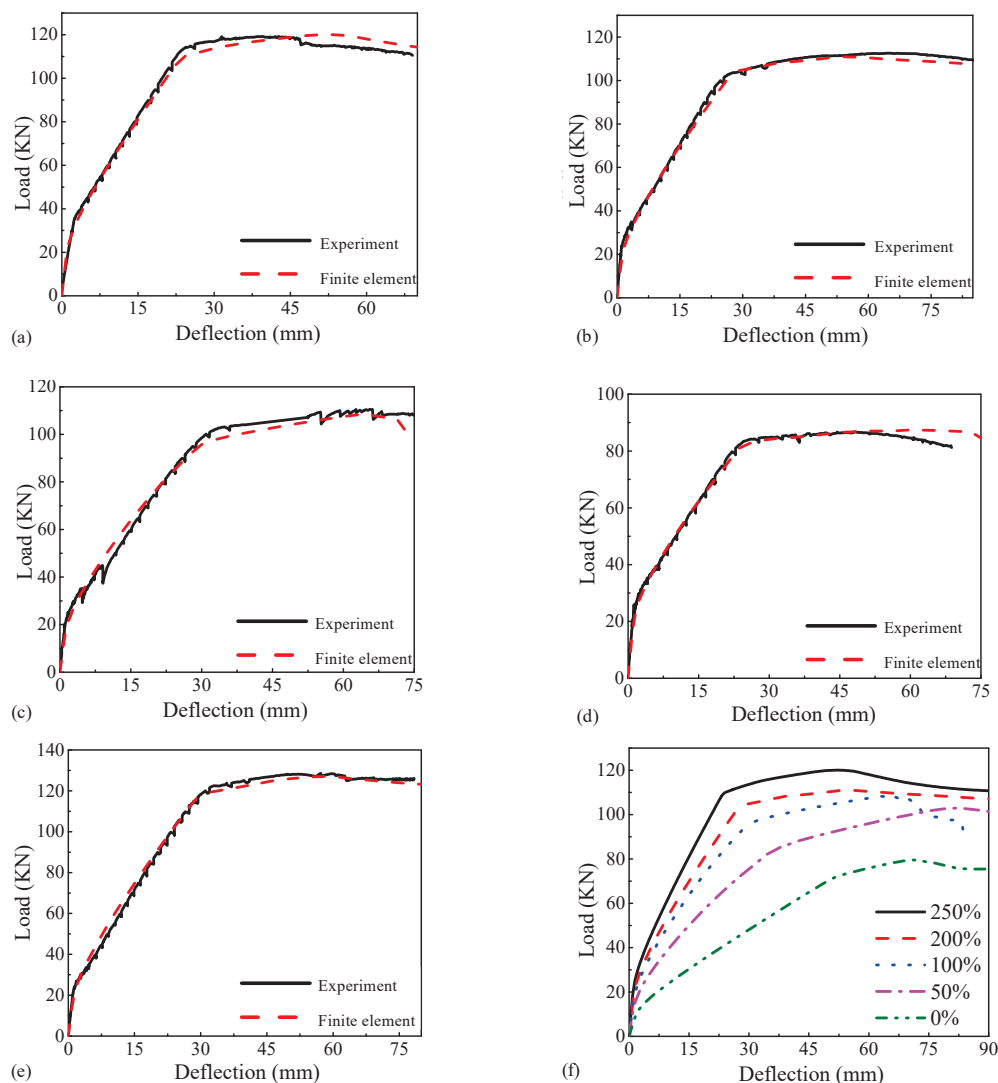 120
100
80
60
40
20
0
Load (KN)
Experiment
Finite element
0 15 30 45 60
Deflection (mm)
(a)
120
100
80
60
40
20
0
Load (KN)
Experiment
Finite element
0 15 30 45 60 75
Deflection (mm)
(b)
120
100
80
60
40
20
0
Load (KN)
Experiment
Finite element
0 15 30 45 60 75
Deflection (mm)
(c)
100
80
60
40
20
0
Load (KN)
Experiment
Finite element
0 15 30 45 60 75
Deflection (mm)
(d)
140
120
100
80
60
40
20
0
Load (KN)
Experiment
Finite element
0 15 30 45 60 75
Deflection (mm)
(e)
120
100
80
60
40
20
0
Load (KN)
250%
200%
100%
50%
0%
0 15 30 45 60 75 90
Deflection (mm)
(f)